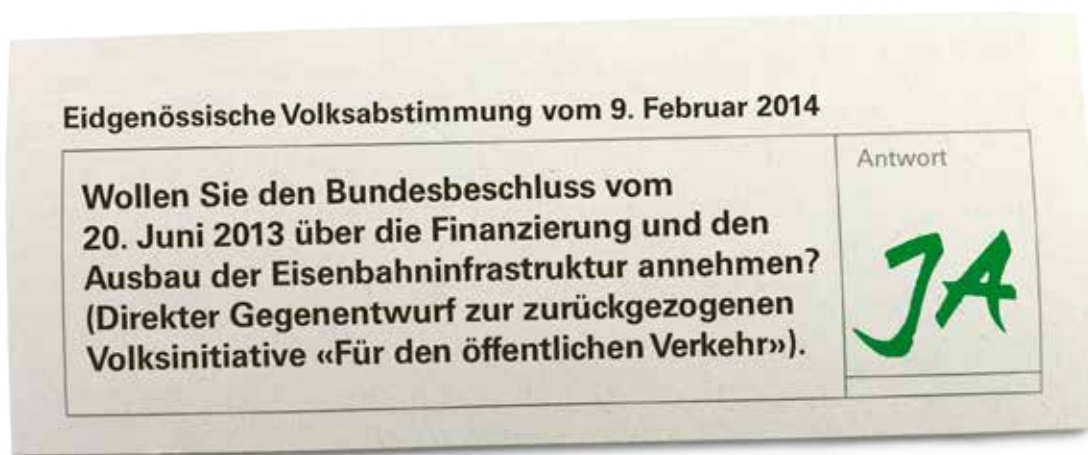 Eidgenössische Volksabstimmung vom 9. Februar 2014
Wollen Sie den Bundesbeschluss vom
20. Juni 2013 über die Finanzierung und den
Ausbau der Eisenbahninfrastruktur annehmen?
(Direkter Gegenentwurf zur zurückgezogenen
Volksinitiative «Für den öffentlichen Verkehr»).
Antwort
JA